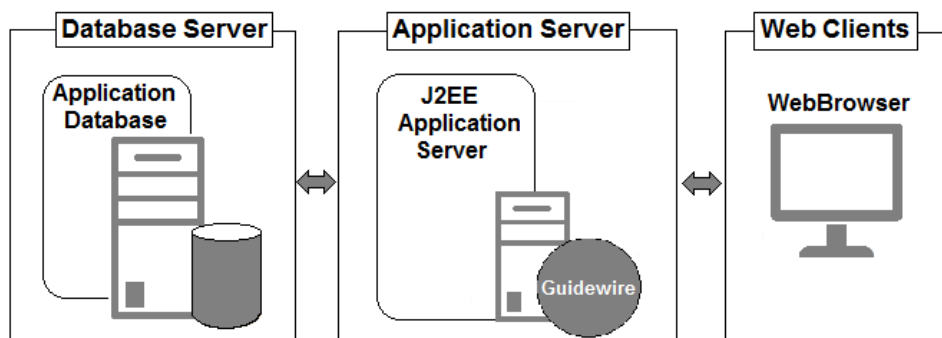 Database Server
Application
Database
Application Server
J2EE
Application
Server
Guidewire
Web Clients
WebBrowser